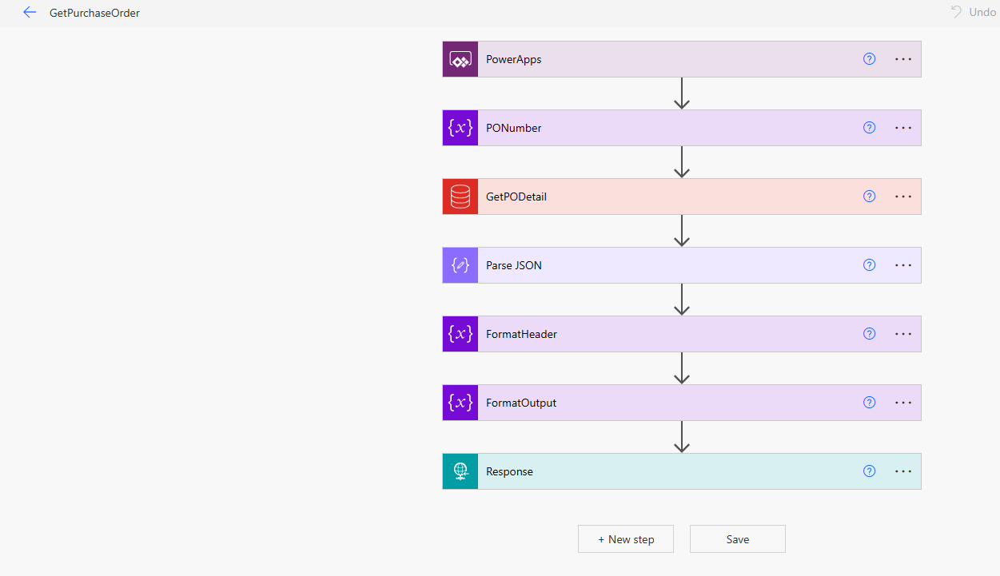 GetPurchaseOrder
Undo
PowerApps
?
{x} PONumber
?
GetPODetail
?
Parse JSON
?
{x} FormatHeader
?
{x} FormatOutput
?
Response
?
+ New step
Save